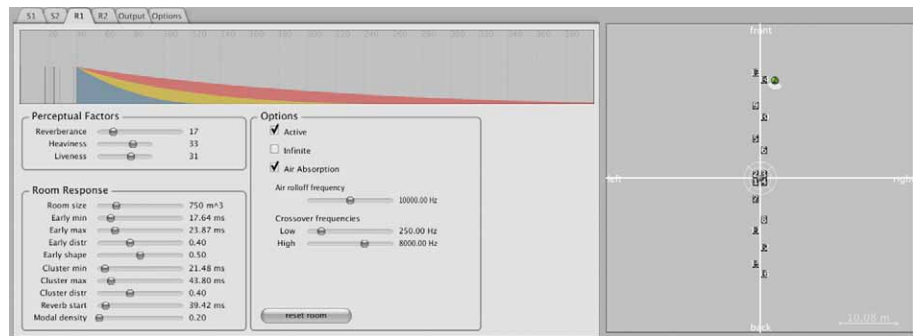 S1 S2 R1 R2 Output Options
Perceptual Factors
Reverberance 17
Heaviness 33
Liveness 31
Room Response
Room size 750 m^3
Early min 17.64 ms
Early max 23.87 ms
Early distr 0.40
Early shape 0.50
Cluster min 21.48 ms
Cluster max 43.80 ms
Cluster distr 0.40
Reverb start 39.42 ms
Modal density 0.20
Options
Active
Infinite
Air Absorption
Air rolloff frequency
10000.00 Hz
Crossover frequencies
Low 250.00 Hz
High 8000.00 Hz
reset room
front
left
right
back
10.08 m